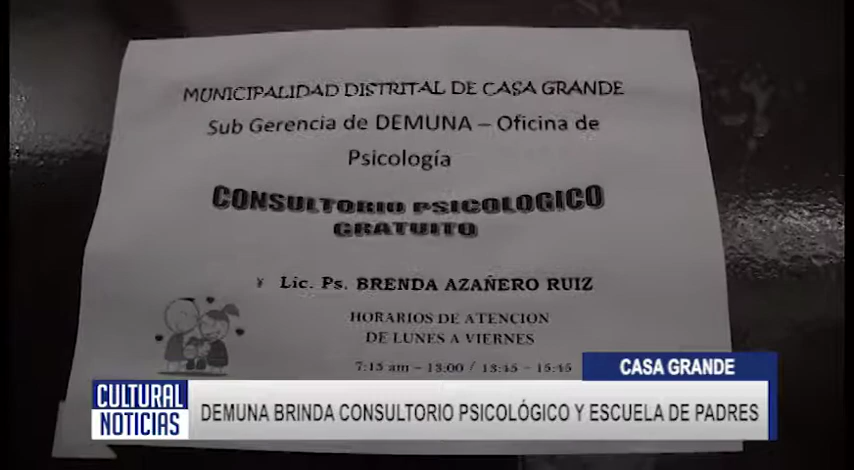 MUNICIPALIDAD DISTRITAL DE CASA GRANDE
Sub Gerencia de DEMUNA – Oficina de
Psicología
CONSULTORIO PSICOLOGICO
GRATUITO
¥ Lic. Ps. BRENDA AZAÑERO RUIZ
HORARIOS DE ATENCION
DE LUNES A VIERNES
7:15 am – 13:00 / 13:45 – 15:45
CASA GRANDE
CULTURAL
NOTICIAS
DEMUNA BRINDA CONSULTORIO PSICOLÓGICO Y ESCUELA DE PADRES